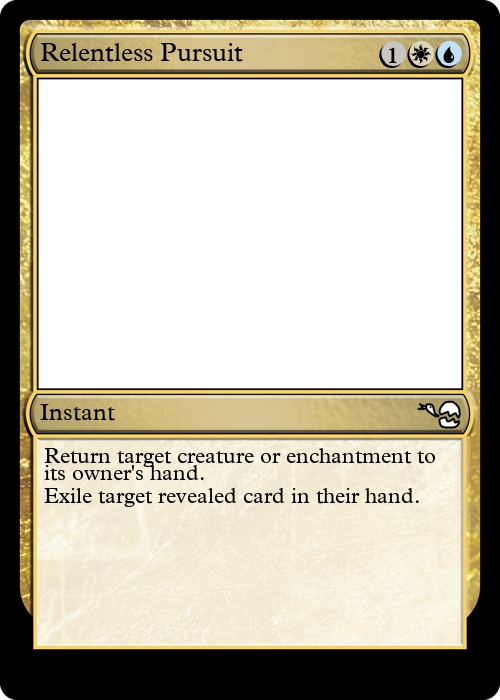 Relentless Pursuit 1
Instant
Return target creature or enchantment to
its owner's hand.
Exile target revealed card in their hand.